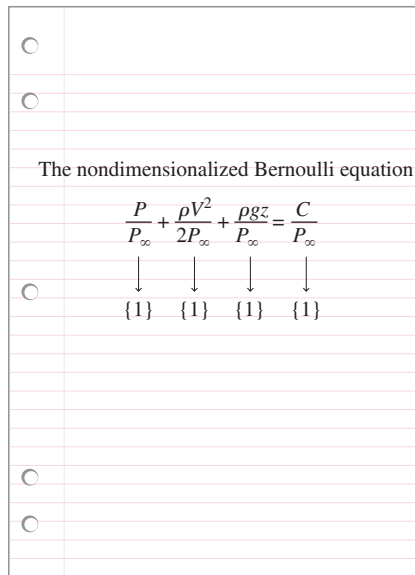 The nondimensionalized Bernoulli equation
P/P∞ + ρV²/2P∞ + ρgz/P∞ = C/P∞
{1} {1} {1} {1}